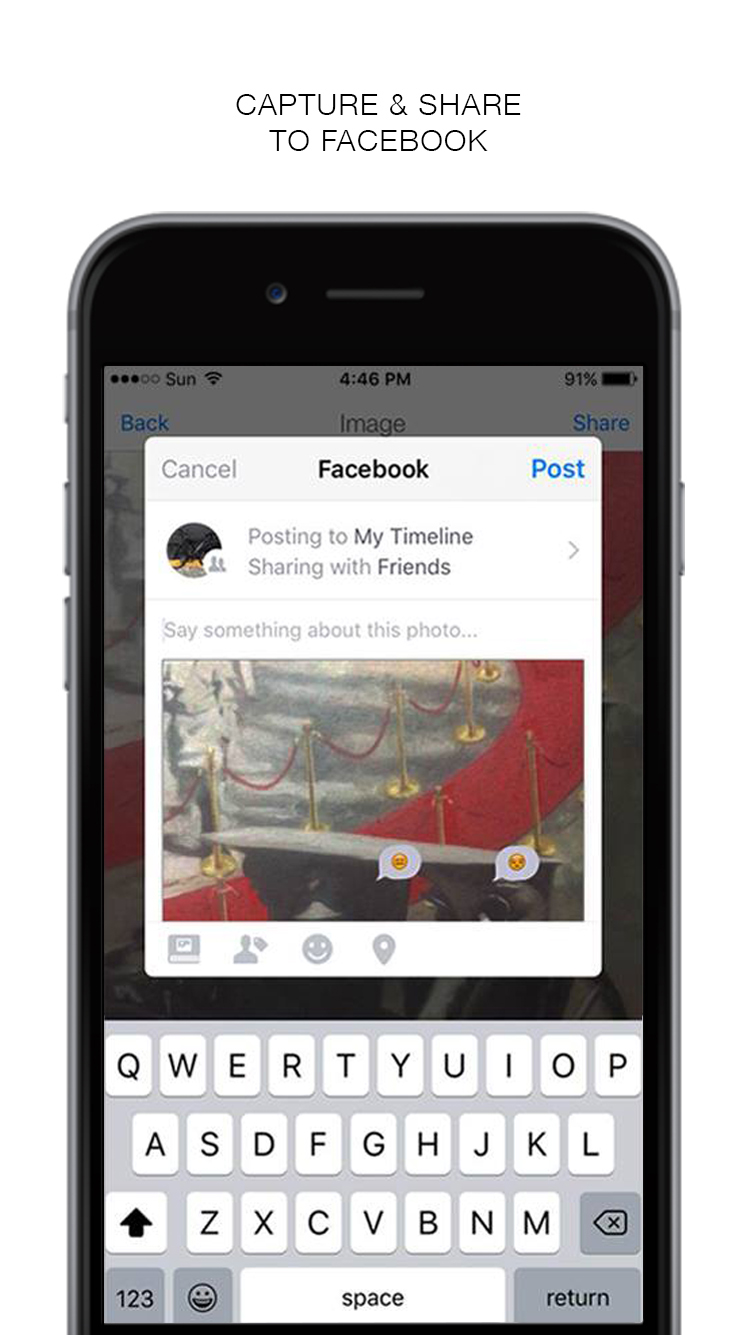 CAPTURE & SHARE
TO FACEBOOK
Sun 4:46 PM 91%
Back Image Share
Cancel Facebook Post
Posting to My Timeline
Sharing with Friends
Say something about this photo...
Q W E R T Y U I O P
A S D F G H J K L
Z X C V B N M
123 space return